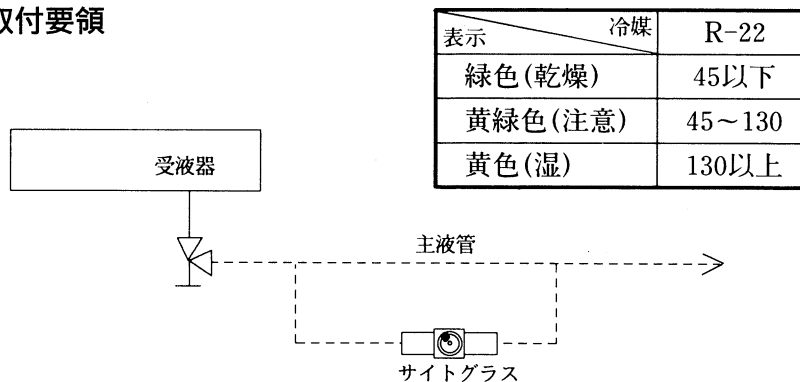 取付要領
表示 冷媒 R-22
緑色(乾燥) 45以下
黄緑色(注意) 45～130
黄色(湿) 130以上
受液器
主液管
サイトグラス